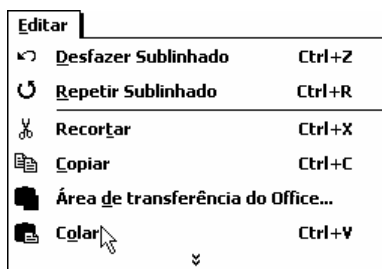 Editar
Desfazer Sublinhado Ctrl+Z
Repetir Sublinhado Ctrl+R
Recortar Ctrl+X
Copiar Ctrl+C
Área de transferência do Office...
Colar Ctrl+V